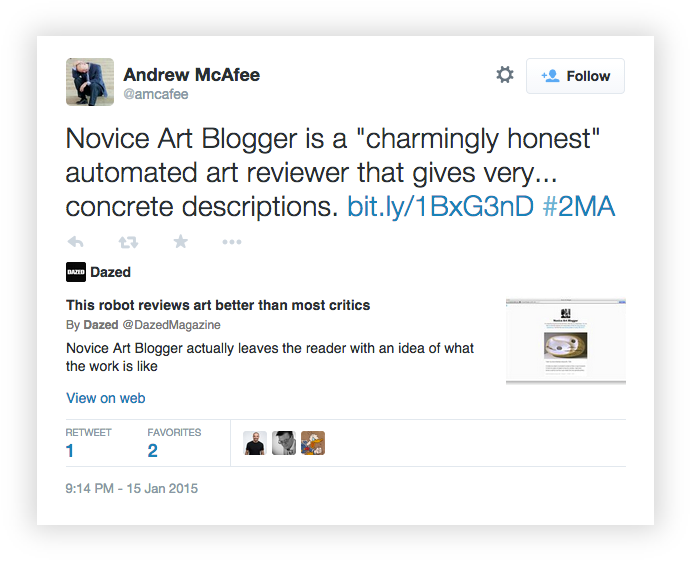 Andrew McAfee
@amcafee
Follow
Novice Art Blogger is a "charmingly honest"
automated art reviewer that gives very...
concrete descriptions. bit.ly/1BxG3nD #2MA
DAZED Dazed
This robot reviews art better than most critics
By Dazed @DazedMagazine
Novice Art Blogger actually leaves the reader with an idea of what
the work is like
View on web
Novice Art Blogger
RETWEET FAVORITES
1 2
9:14 PM - 15 Jan 2015